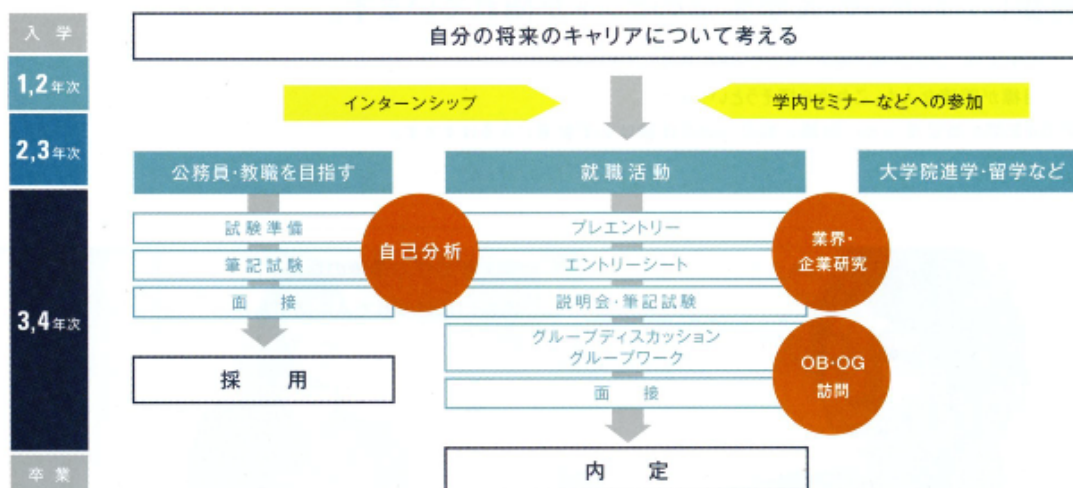 入学
自分の将来のキャリアについて考える
1,2年次
インターンシップ
学内セミナーなどへの参加
2,3年次
公務員・教職を目指す
就職活動
大学院進学・留学など
3,4年次
試験準備
筆記試験
面接
採用
自己分析
プレエントリー
エントリーシート
説明会・筆記試験
グループディスカッション
グループワーク
面接
内定
業界・
企業研究
OB・OG
訪問
卒業